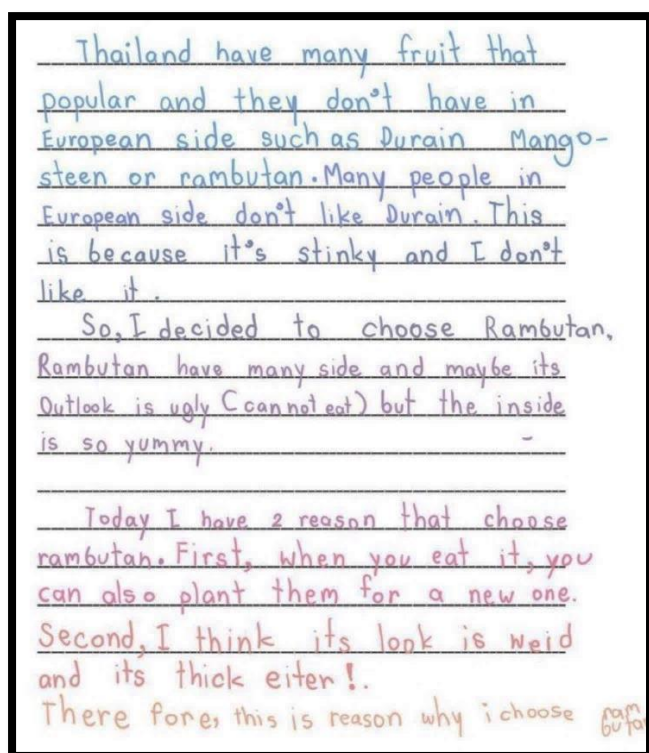 Thailand have many fruit that
popular and they don't have in
European side such as Durain Mango-
steen or rambutan. Many people in
European side don't like Durain. This
is because it's stinky and I don't
like it.
So, I decided to choose Rambutan,
Rambutan have many side and maybe its
Outlook is ugly (can not eat) but the inside
is so yummy. -
Today I have 2 reason that choose
rambutan. First, when you eat it, you
can also plant them for a new one.
Second, I think its look is weid
and its thick eiter!.
There fore, this is reason why i choose ram
butan